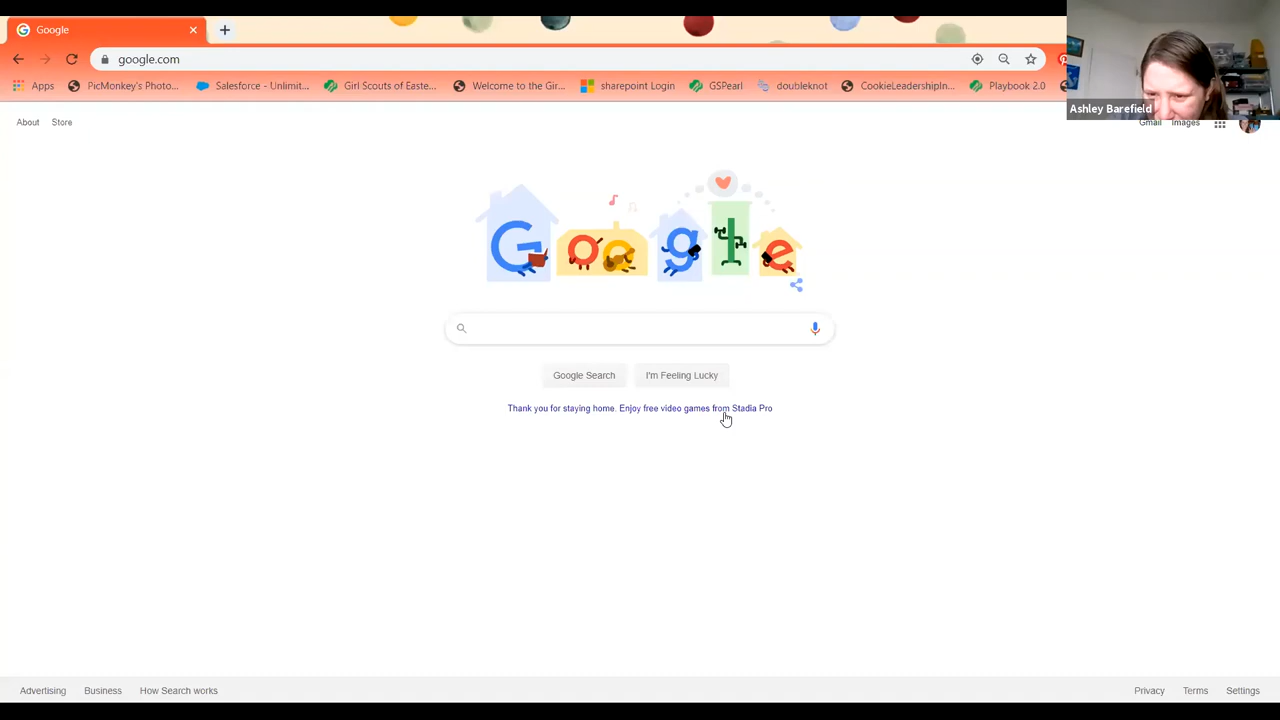 Google
google.com
Apps PicMonkey's Photo... Salesforce - Unlimit... Girl Scouts of Easte... Welcome to the Gir... sharepoint Login GSPearl doubleknot CookieLeadershipIn... Playbook 2.0
Ashley Barefield
About Store Gmail Images
Google
Google Search I'm Feeling Lucky
Thank you for staying home. Enjoy free video games from Stadia Pro
Advertising Business How Search works Privacy Terms Settings